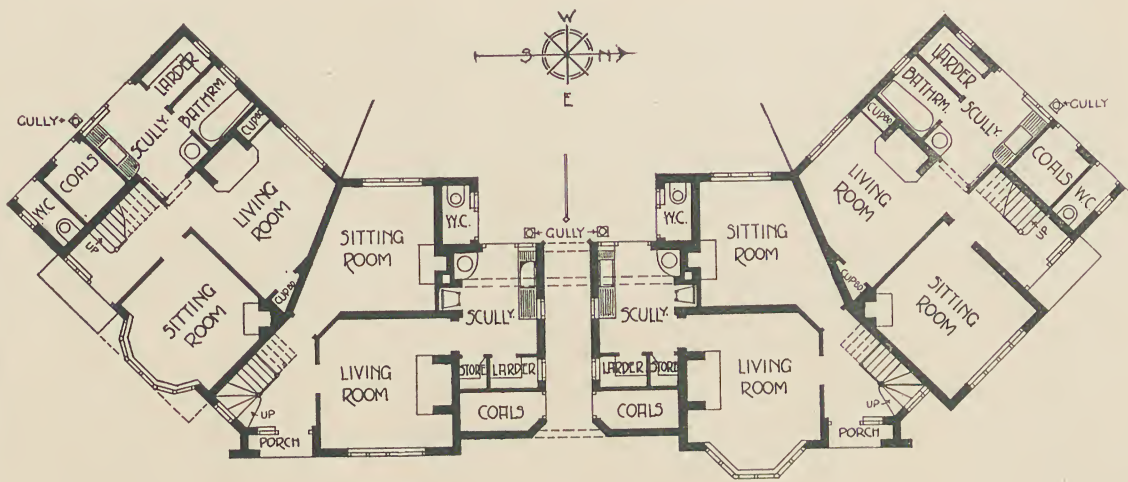 W
S
N
E
LARDER
BATHRM.
SCULLY.
CUPBD
GULLY
COALS
W.C
UP
LIVING
ROOM
SITTING
ROOM
CUPBD
SITTING
ROOM
W.C.
GULLY
SCULLY.
STORE
LARDER
LIVING
ROOM
COALS
UP
PORCH
W.C.
SITTING
ROOM
SCULLY.
LARDER
STORE
LIVING
ROOM
COALS
UP
PORCH
LARDER
BATHRM.
SCULLY.
CUPBD
GULLY
COALS
W.C
UP
LIVING
ROOM
CUPBD
SITTING
ROOM